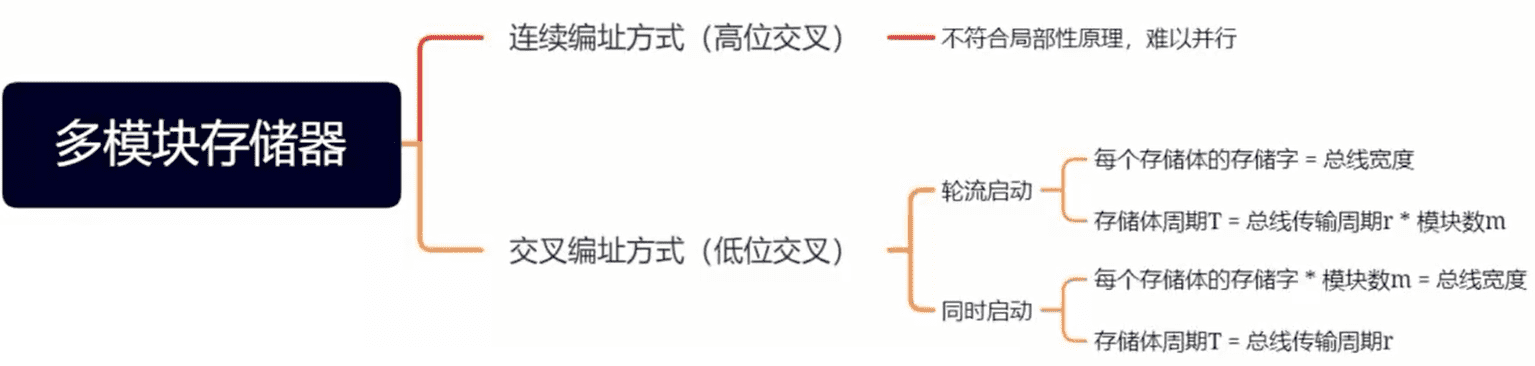 多模块存储器
连续编址方式（高位交叉）
不符合局部性原理，难以并行
交叉编址方式（低位交叉）
轮流启动
每个存储体的存储字 = 总线宽度
存储体周期T = 总线传输周期r * 模块数m
同时启动
每个存储体的存储字 * 模块数m = 总线宽度
存储体周期T = 总线传输周期r